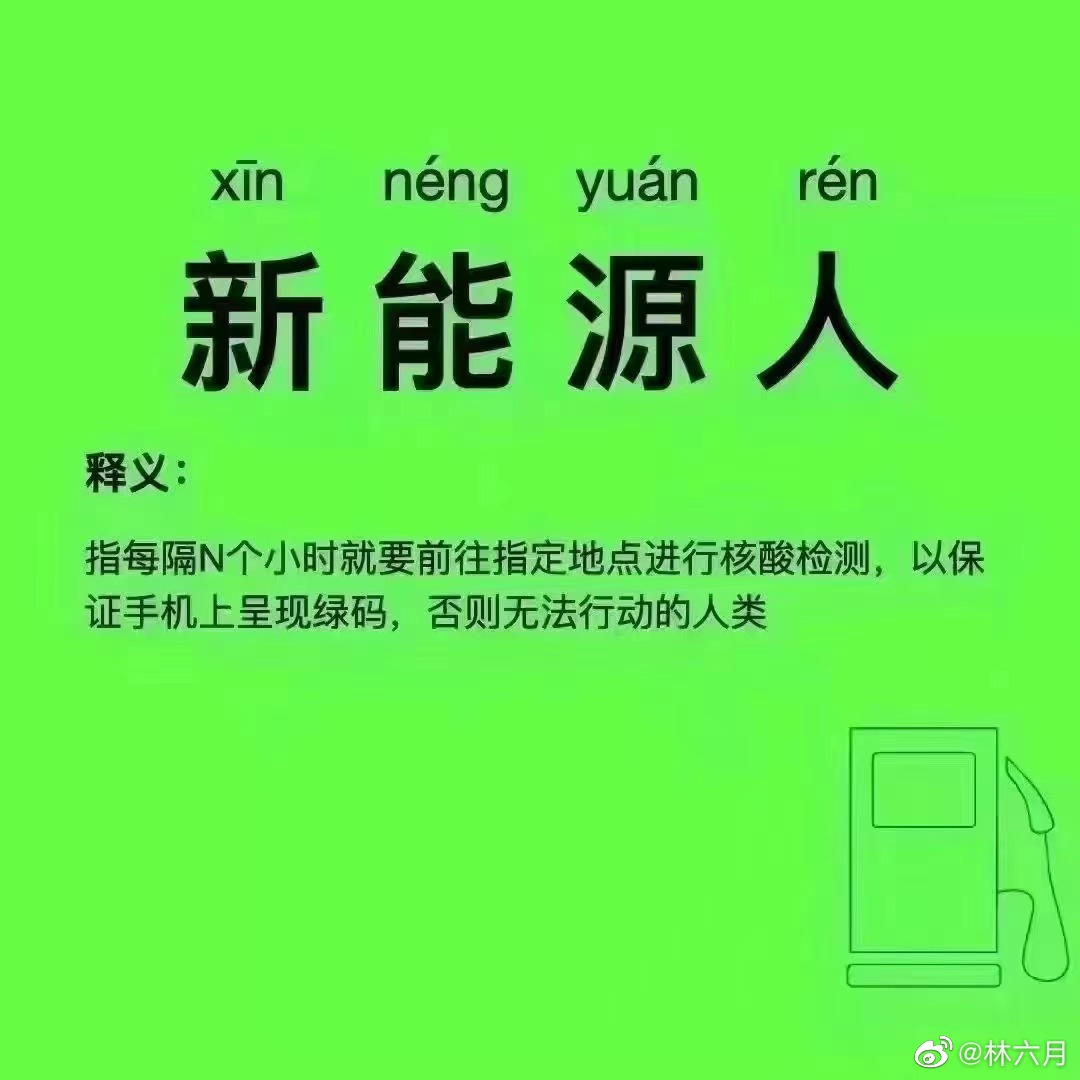 xīn néng yuán rén
新能源人
释义：
指每隔N个小时就要前往指定地点进行核酸检测，以保
证手机上呈现绿码，否则无法行动的人类
@林六月